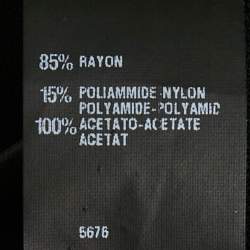 85% RAYON
15% POLIAMMIDE-NYLON
POLYAMIDE-POLYAMID
100% ACETATO-ACETATE
ACETAT
5676